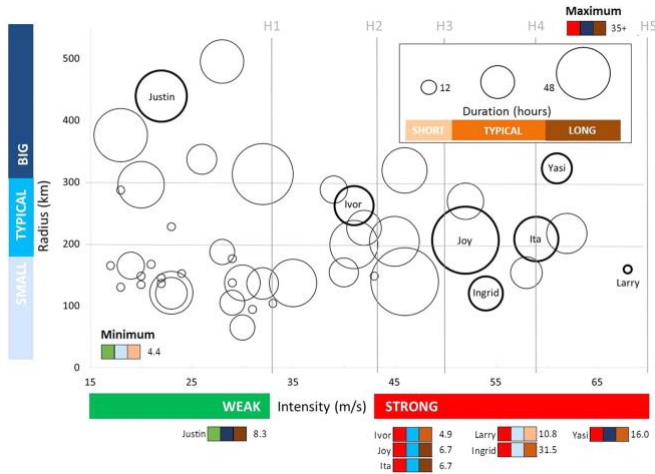 Maximum
35+
H1 H2 H3 H4 H5
12 48
Duration (hours)
SHORT TYPICAL LONG
BIG
TYPICAL
SMALL
Radius (km)
500
400
300
200
100
0
Justin
Yasi
Ivor
Joy
Ita
Ingrid
Larry
Minimum
4.4
15 35 45 55 65
WEAK Intensity (m/s) STRONG
Justin 8.3
Ivor 4.9
Joy 6.7
Ita 6.7
Larry 10.8
Ingrid 31.5
Yasi 16.0